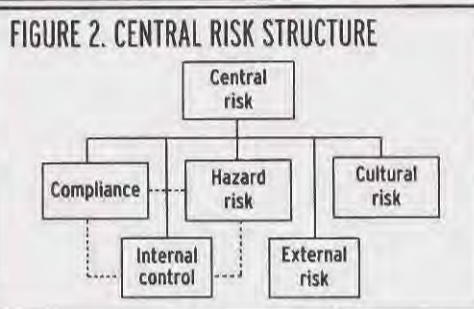 FIGURE 2. CENTRAL RISK STRUCTURE
Central
risk
Compliance
Hazard
risk
Cultural
risk
Internal
control
External
risk